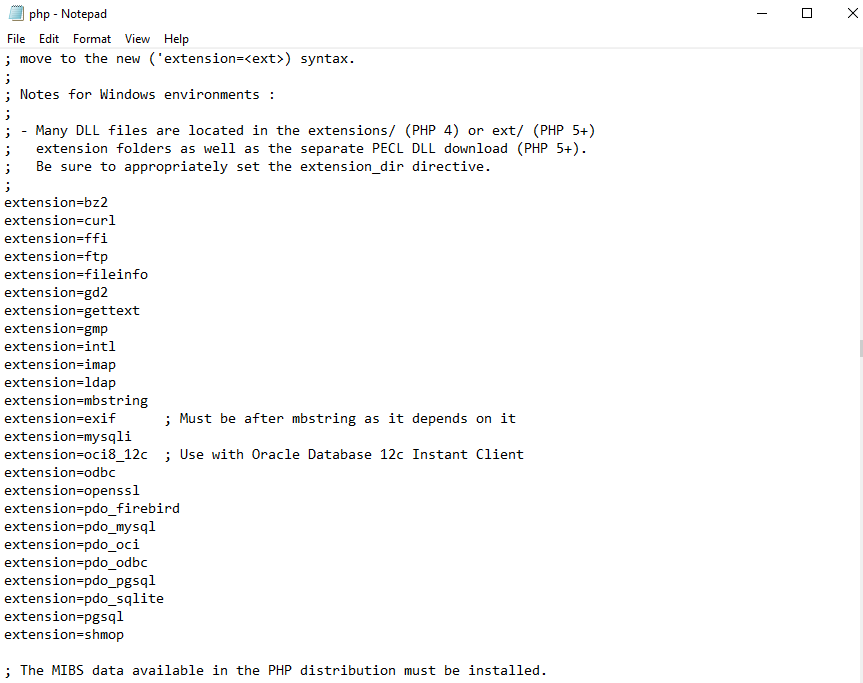 php - Notepad
File Edit Format View Help
; move to the new ('extension=<ext>) syntax.
;
; Notes for Windows environments :
;
; - Many DLL files are located in the extensions/ (PHP 4) or ext/ (PHP 5+)
;   extension folders as well as the separate PECL DLL download (PHP 5+).
;   Be sure to appropriately set the extension_dir directive.
;
extension=bz2
extension=curl
extension=ffi
extension=ftp
extension=fileinfo
extension=gd2
extension=gettext
extension=gmp
extension=intl
extension=imap
extension=ldap
extension=mbstring
extension=exif      ; Must be after mbstring as it depends on it
extension=mysqli
extension=oci8_12c  ; Use with Oracle Database 12c Instant Client
extension=odbc
extension=openssl
extension=pdo_firebird
extension=pdo_mysql
extension=pdo_oci
extension=pdo_odbc
extension=pdo_pgsql
extension=pdo_sqlite
extension=pgsql
extension=shmop
; The MIBS data available in the PHP distribution must be installed.